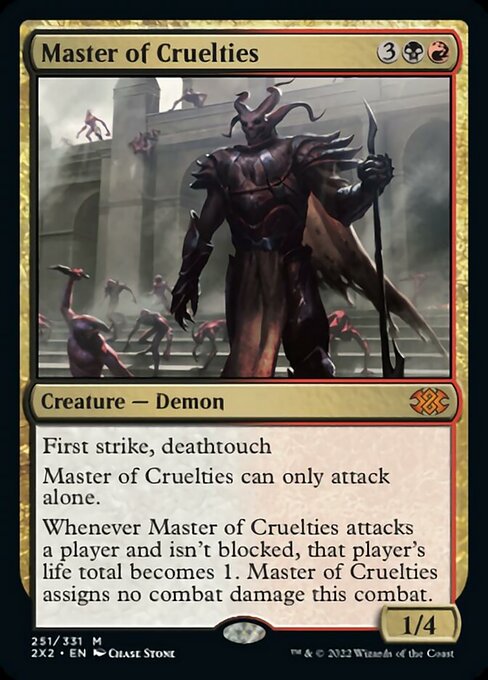 Master of Cruelties 3
Creature — Demon
First strike, deathtouch
Master of Cruelties can only attack
alone.
Whenever Master of Cruelties attacks
a player and isn't blocked, that player's
life total becomes 1. Master of Cruelties
assigns no combat damage this combat.
1/4
251/331 M
2X2 • EN Chase Stone
™ & © 2022 Wizards of the Coast